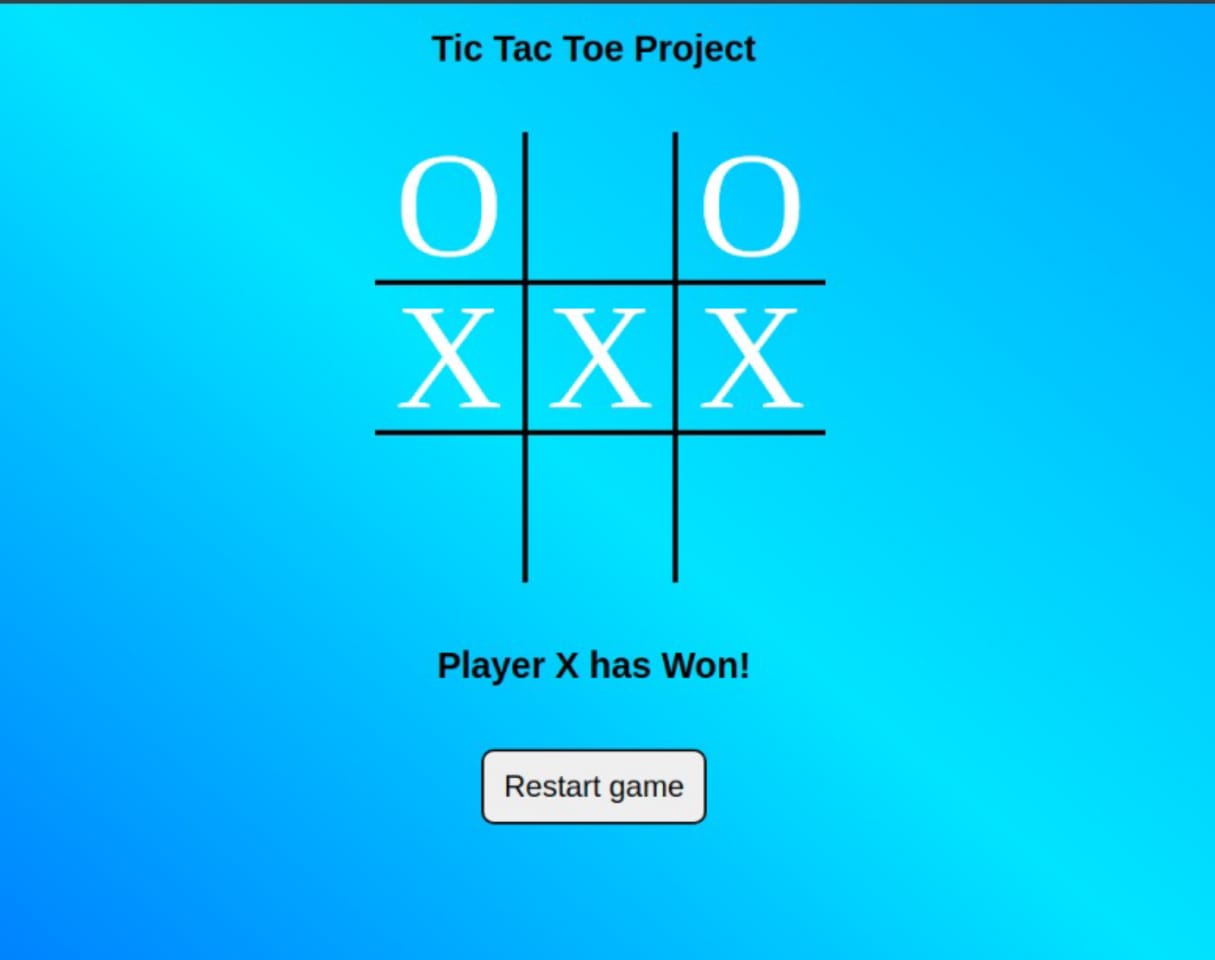 Tic Tac Toe Project
O O
X X X
Player X has Won!
Restart game